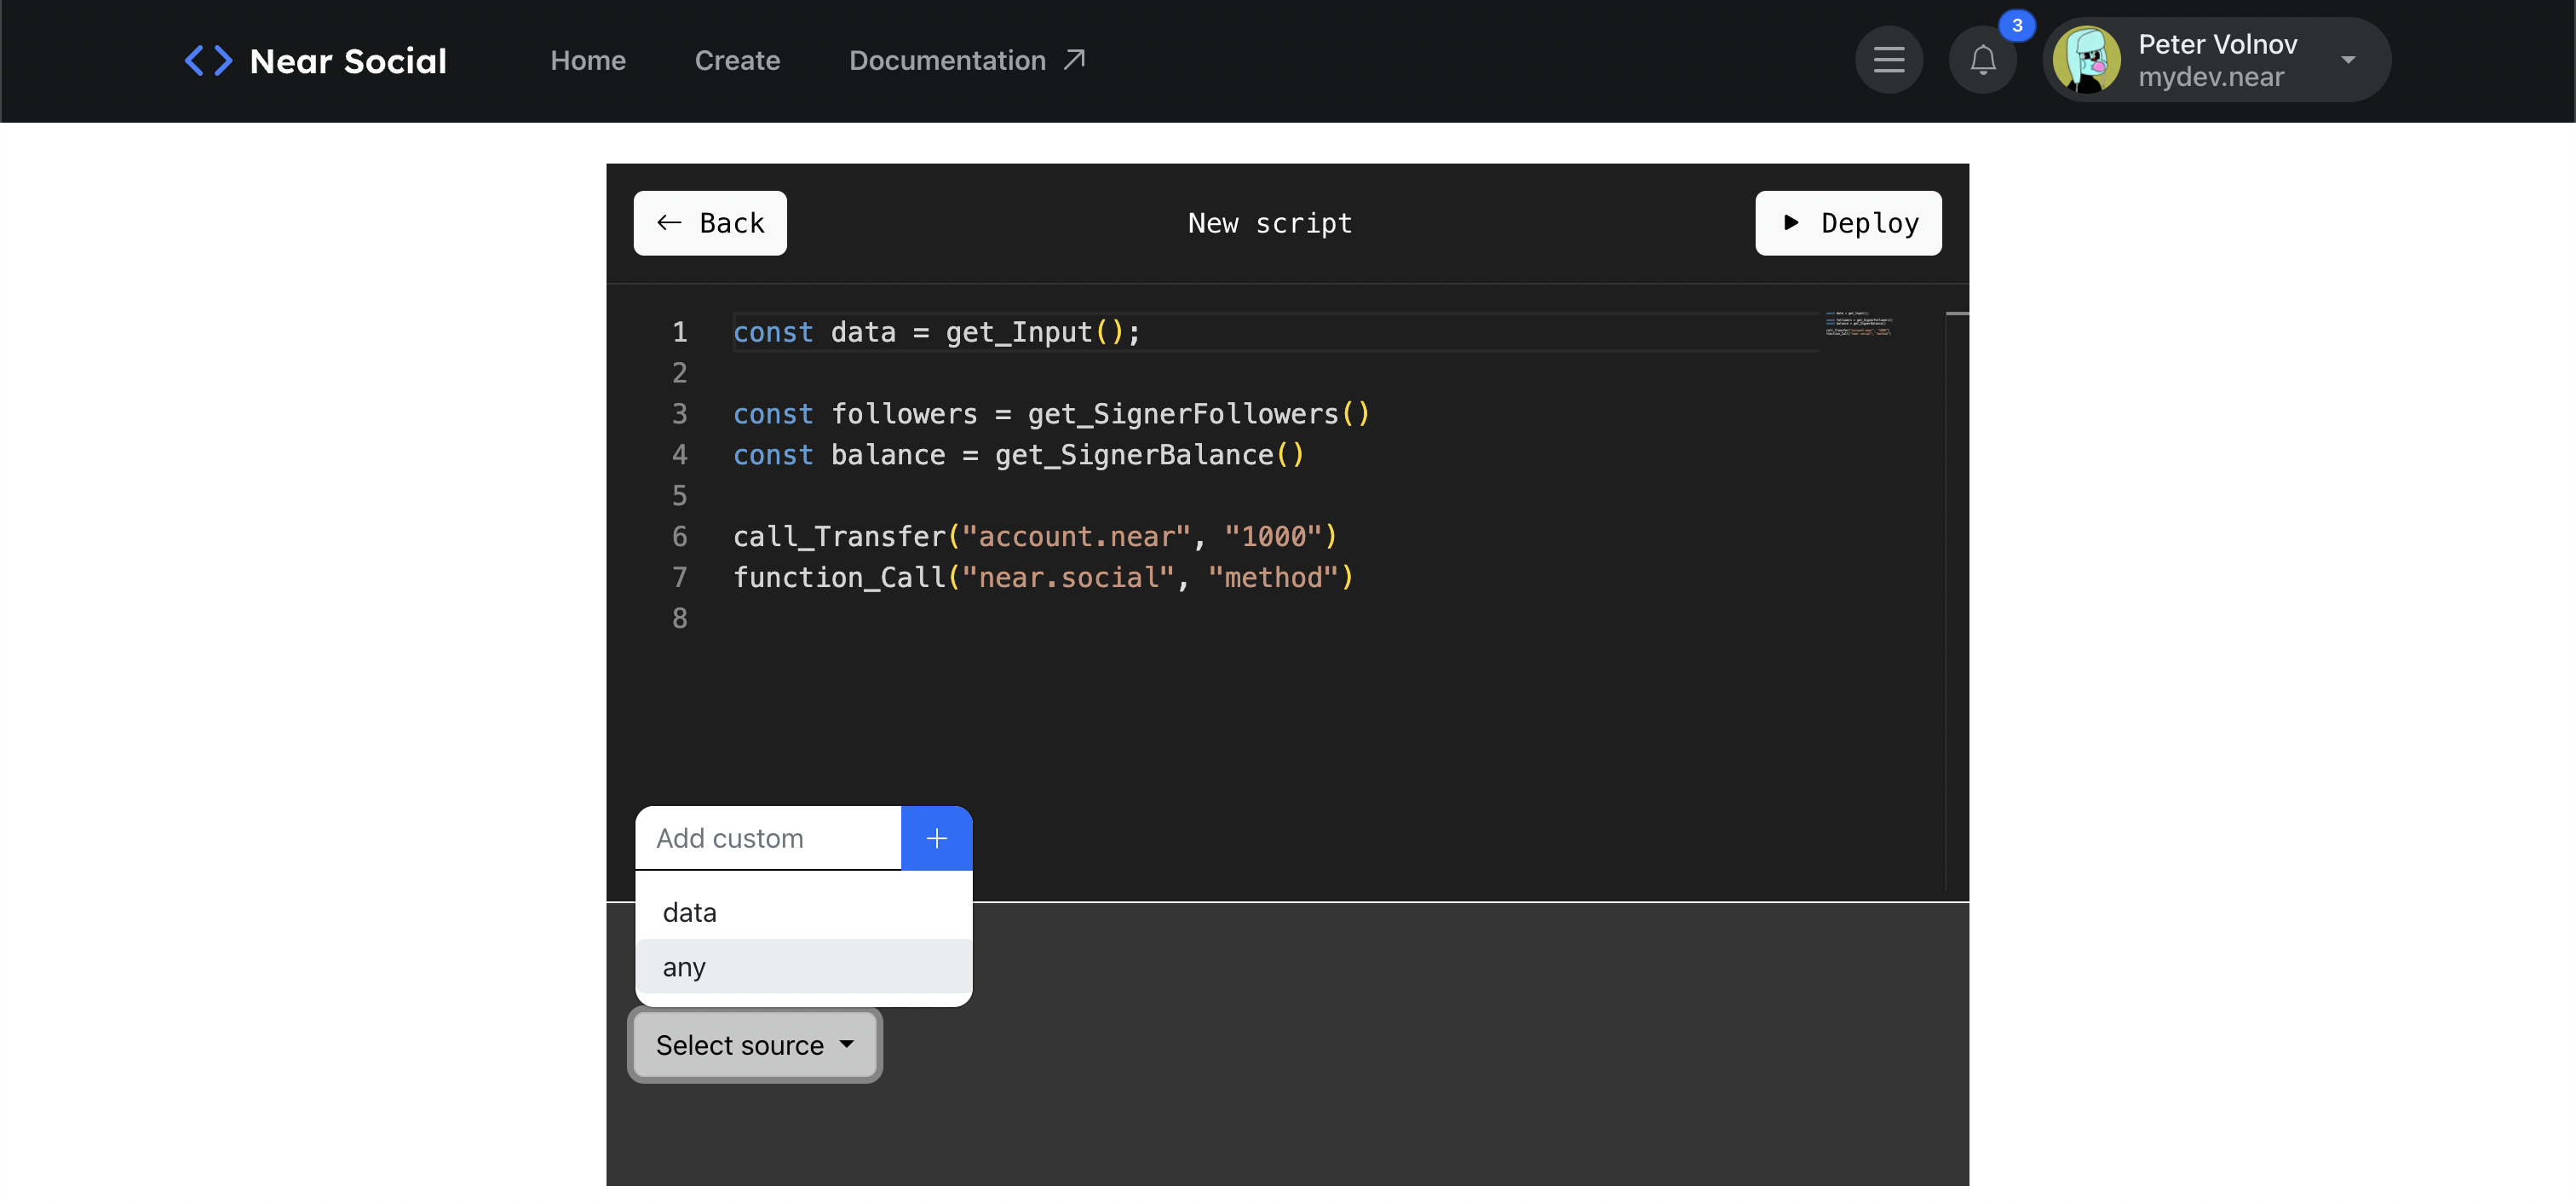 Near Social
Home
Create
Documentation
3
Peter Volnov
mydev.near
Back
New script
Deploy
1 const data = get_Input();
2
3 const followers = get_SignerFollowers()
4 const balance = get_SignerBalance()
5
6 call_Transfer("account.near", "1000")
7 function_Call("near.social", "method")
8
Add custom
data
any
Select source